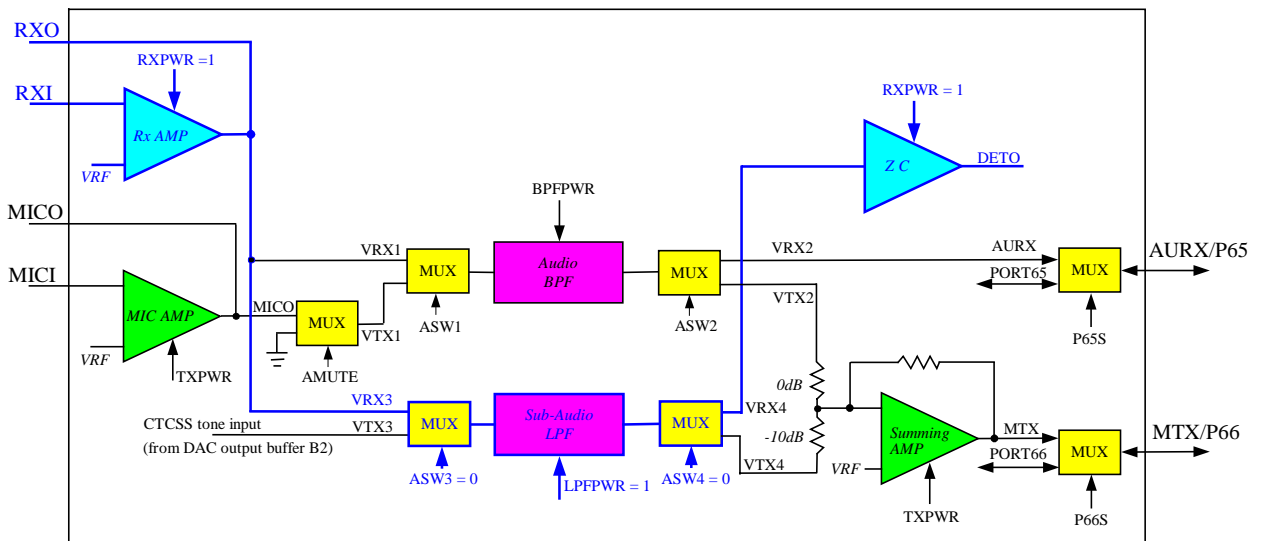 RXO
RXPWR =1
RXPWR = 1
RXI
Rx AMP
Z C
DETO
VRF
BPFPWR
MICO
VRX1
MUX
Audio
BPF
MUX
VRX2
AURX
MUX
AURX/P65
MICI
PORT65
MIC AMP
MICO
MUX
VTX1
ASW1
ASW2
VTX2
P65S
VRF
TXPWR
AMUTE
0dB
VRX3
MUX
Sub-Audio
LPF
MUX
VRX4
CTCSS tone input
(from DAC output buffer B2)
VTX3
-10dB
Summing
AMP
MTX
MUX
MTX/P66
PORT66
VTX4
VRF
ASW3 = 0
LPFPWR = 1
ASW4 = 0
TXPWR
P66S